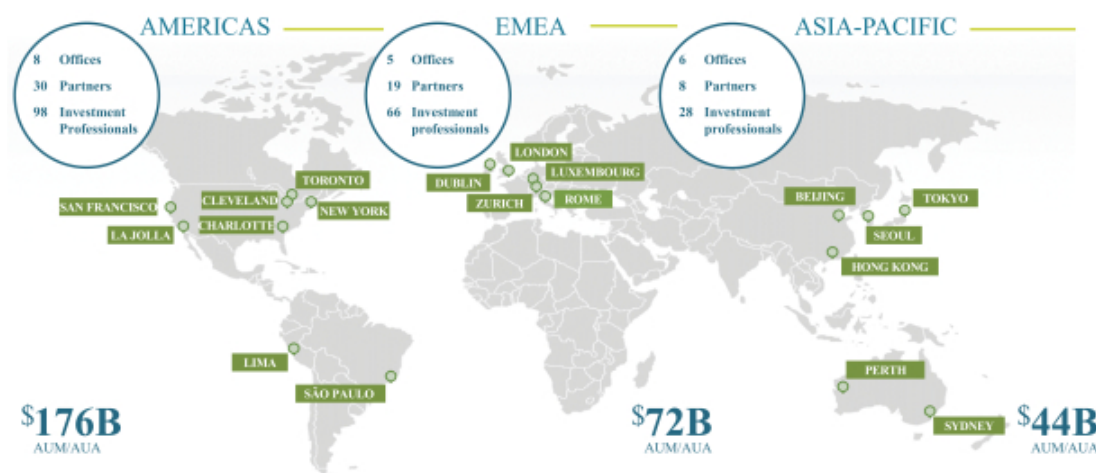 AMERICAS
EMEA
ASIA-PACIFIC
8 Offices
30 Partners
98 Investment
Professionals
5 Offices
19 Partners
66 Investment
professionals
6 Offices
8 Partners
28 Investment
professionals
TORONTO
CLEVELAND
SAN FRANCISCO
NEW YORK
LA JOLLA
CHARLOTTE
LIMA
SÃO PAULO
LONDON
DUBLIN
LUXEMBOURG
ZURICH
ROME
BEIJING
TOKYO
SEOUL
HONG KONG
PERTH
SYDNEY
$176B
AUM/AUA
$72B
AUM/AUA
$44B
AUM/AUA